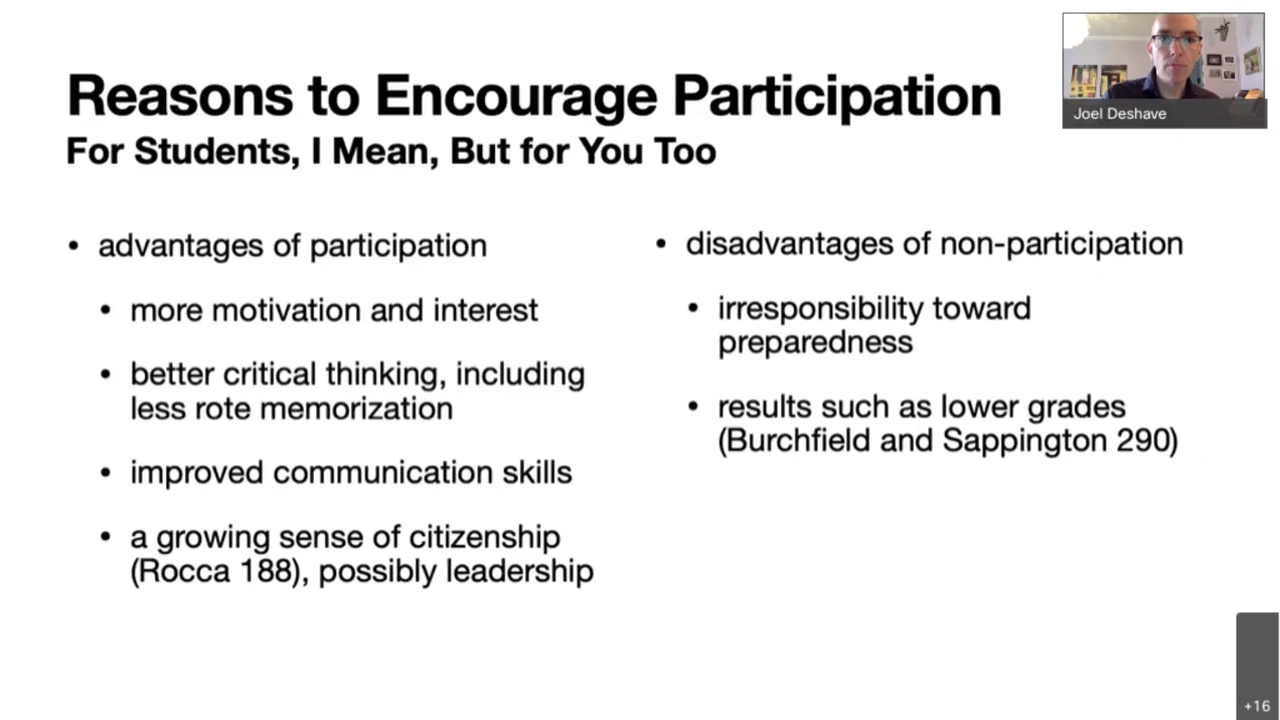 Reasons to Encourage Participation
For Students, I Mean, But for You Too
Joel Deshave
• advantages of participation
• more motivation and interest
• better critical thinking, including
less rote memorization
• improved communication skills
• a growing sense of citizenship
(Rocca 188), possibly leadership
• disadvantages of non-participation
• irresponsibility toward
preparedness
• results such as lower grades
(Burchfield and Sappington 290)
+16